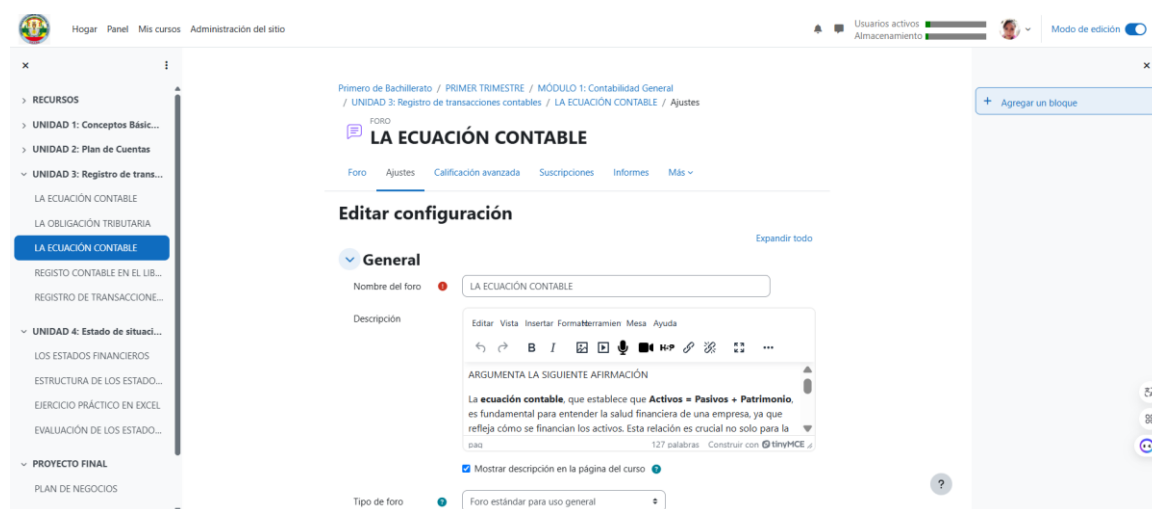 Hogar Panel Mis cursos Administración del sitio
Usuarios activos
Almacenamiento
Modo de edición
RECURSOS
UNIDAD 1: Conceptos Básic...
UNIDAD 2: Plan de Cuentas
UNIDAD 3: Registro de trans...
LA ECUACIÓN CONTABLE
LA OBLIGACIÓN TRIBUTARIA
LA ECUACIÓN CONTABLE
REGISTO CONTABLE EN EL LIB...
REGISTRO DE TRANSACCIONE...
UNIDAD 4: Estado de situaci...
LOS ESTADOS FINANCIEROS
ESTRUCTURA DE LOS ESTADO...
EJERCICIO PRÁCTICO EN EXCEL
EVALUACIÓN DE LOS ESTADO...
PROYECTO FINAL
PLAN DE NEGOCIOS
Primero de Bachillerato / PRIMER TRIMESTRE / MÓDULO 1: Contabilidad General
/ UNIDAD 3: Registro de transacciones contables / LA ECUACIÓN CONTABLE / Ajustes
FORO
LA ECUACIÓN CONTABLE
Foro Ajustes Calificación avanzada Suscripciones Informes Más
Editar configuración
Expandir todo
General
Nombre del foro LA ECUACIÓN CONTABLE
Descripción
Editar Vista Insertar Formato Herramien Mesa Ayuda
B I H-P
ARGUMENTA LA SIGUIENTE AFIRMACIÓN
La ecuación contable, que establece que Activos = Pasivos + Patrimonio,
es fundamental para entender la salud financiera de una empresa, ya que
refleja cómo se financian los activos. Esta relación es crucial no solo para la
pag 127 palabras Construir con tinyMCE
Mostrar descripción en la página del curso
Tipo de foro Foro estándar para uso general
+ Agregar un bloque